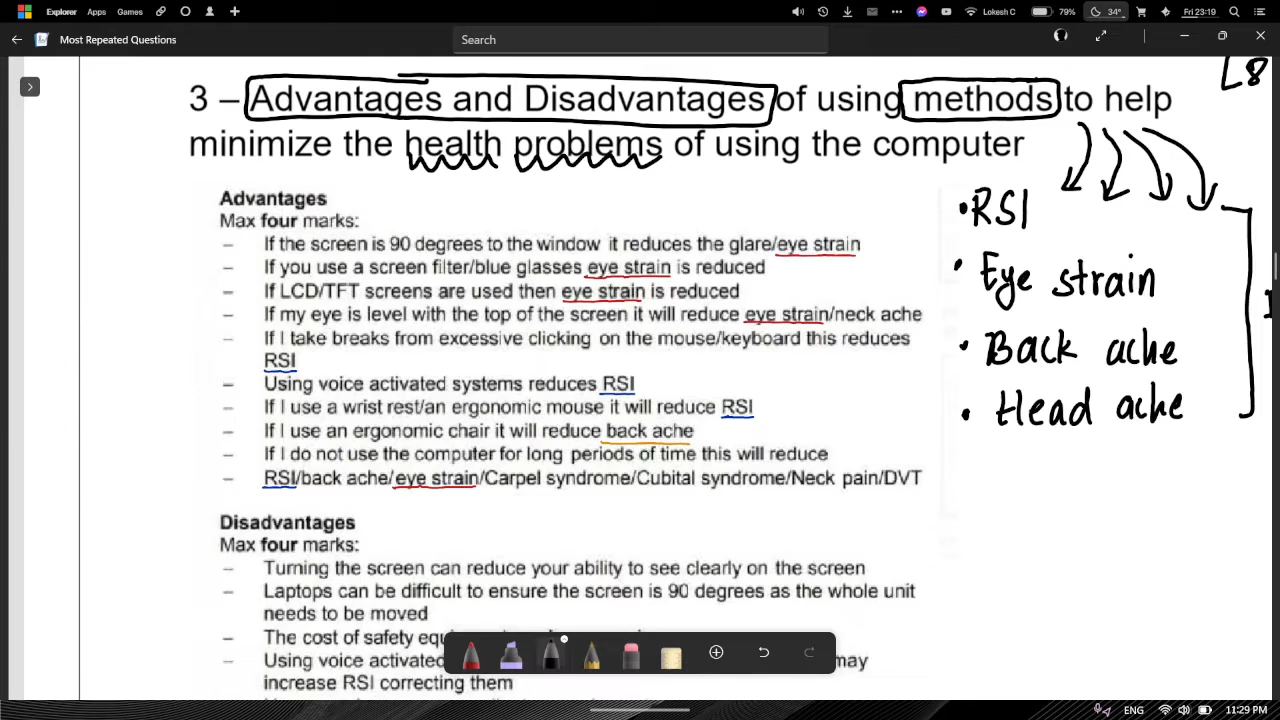 Explorer Apps Games Lokesh C 79% 34° Fri 23:19
Most Repeated Questions
Search
3 – Advantages and Disadvantages of using methods to help
minimize the health problems of using the computer
Advantages
Max four marks:
– If the screen is 90 degrees to the window it reduces the glare/eye strain
– If you use a screen filter/blue glasses eye strain is reduced
– If LCD/TFT screens are used then eye strain is reduced
– If my eye is level with the top of the screen it will reduce eye strain/neck ache
– If I take breaks from excessive clicking on the mouse/keyboard this reduces
RSI
– Using voice activated systems reduces RSI
– If I use a wrist rest/an ergonomic mouse it will reduce RSI
– If I use an ergonomic chair it will reduce back ache
– If I do not use the computer for long periods of time this will reduce
– RSI/back ache/eye strain/Carpel syndrome/Cubital syndrome/Neck pain/DVT
Disadvantages
Max four marks:
– Turning the screen can reduce your ability to see clearly on the screen
– Laptops can be difficult to ensure the screen is 90 degrees as the whole unit
needs to be moved
– The cost of safety
– Using voice activated may
increase RSI correcting them
[8
•RSI
• Eye strain
• Back ache
• Head ache
ENG 11:29 PM